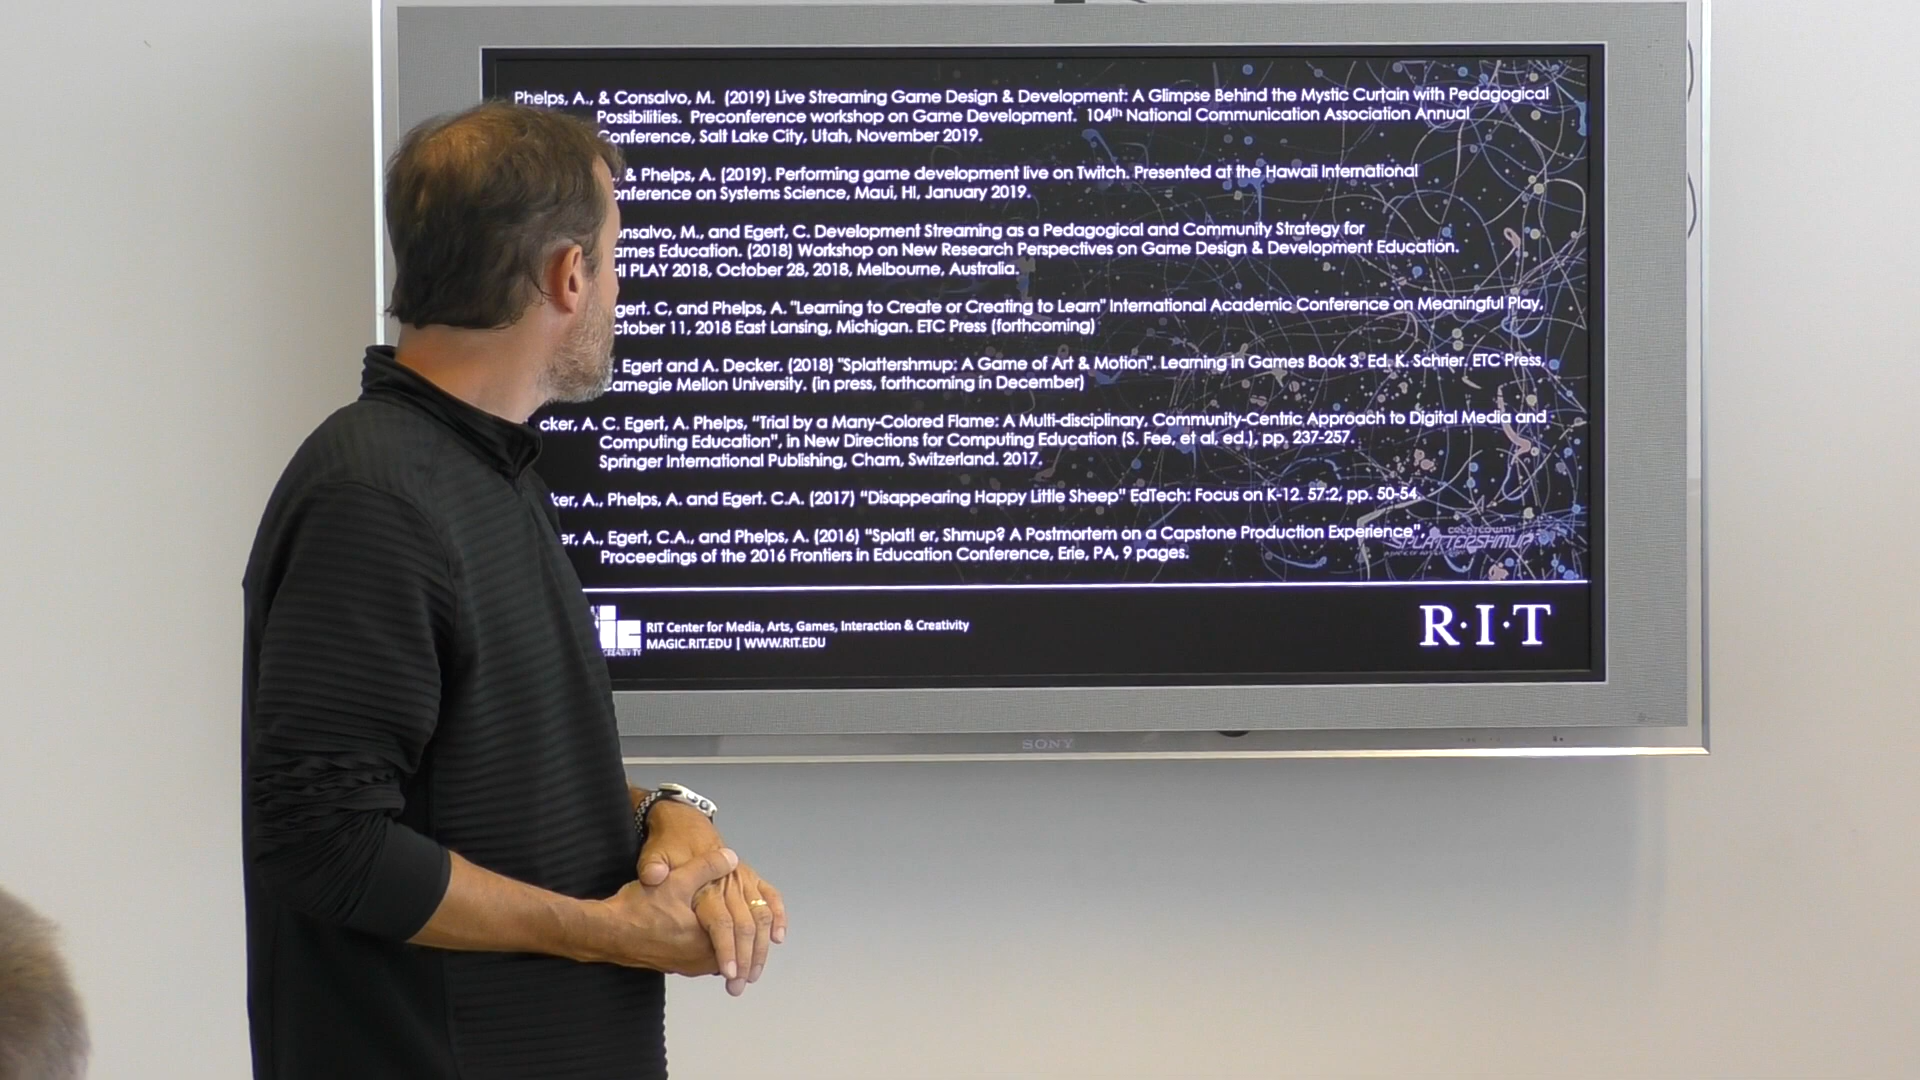 Phelps, A., & Consalvo, M. (2019) Live Streaming Game Design & Development: A Glimpse Behind the Mystic Curtain with Pedagogical
Possibilities. Preconference workshop on Game Development. 104th National Communication Association Annual
Conference, Salt Lake City, Utah, November 2019.
., & Phelps, A. (2019). Performing game development live on Twitch. Presented at the Hawaii International
onference on Systems Science, Maui, HI, January 2019.
onsalvo, M., and Egert, C. Development Streaming as a Pedagogical and Community Strategy for
ames Education. (2018) Workshop on New Research Perspectives on Game Design & Development Education.
HI PLAY 2018, October 28, 2018, Melbourne, Australia.
gert. C, and Phelps, A. "Learning to Create or Creating to Learn" International Academic Conference on Meaningful Play,
ctober 11, 2018 East Lansing, Michigan. ETC Press (forthcoming)
. Egert and A. Decker. (2018) "Splattershmup: A Game of Art & Motion". Learning in Games Book 3. Ed. K. Schrier. ETC Press,
Carnegie Mellon University. (in press, forthcoming in December)
cker, A. C. Egert, A. Phelps, “Trial by a Many-Colored Flame: A Multi-disciplinary, Community-Centric Approach to Digital Media and
Computing Education”, in New Directions for Computing Education (S. Fee, et al, ed.), pp. 237-257.
Springer International Publishing, Cham, Switzerland. 2017.
ker, A., Phelps, A. and Egert. C.A. (2017) “Disappearing Happy Little Sheep” EdTech: Focus on K-12. 57:2, pp. 50-54.
er, A., Egert, C.A., and Phelps, A. (2016) “Splatl er, Shmup? A Postmortem on a Capstone Production Experience”,
Proceedings of the 2016 Frontiers in Education Conference, Erie, PA, 9 pages.
CREATED WITH
SPLATTERSHMUP
RIT Center for Media, Arts, Games, Interaction & Creativity
MAGIC.RIT.EDU | WWW.RIT.EDU
CREATIVITY
R·I·T
SONY